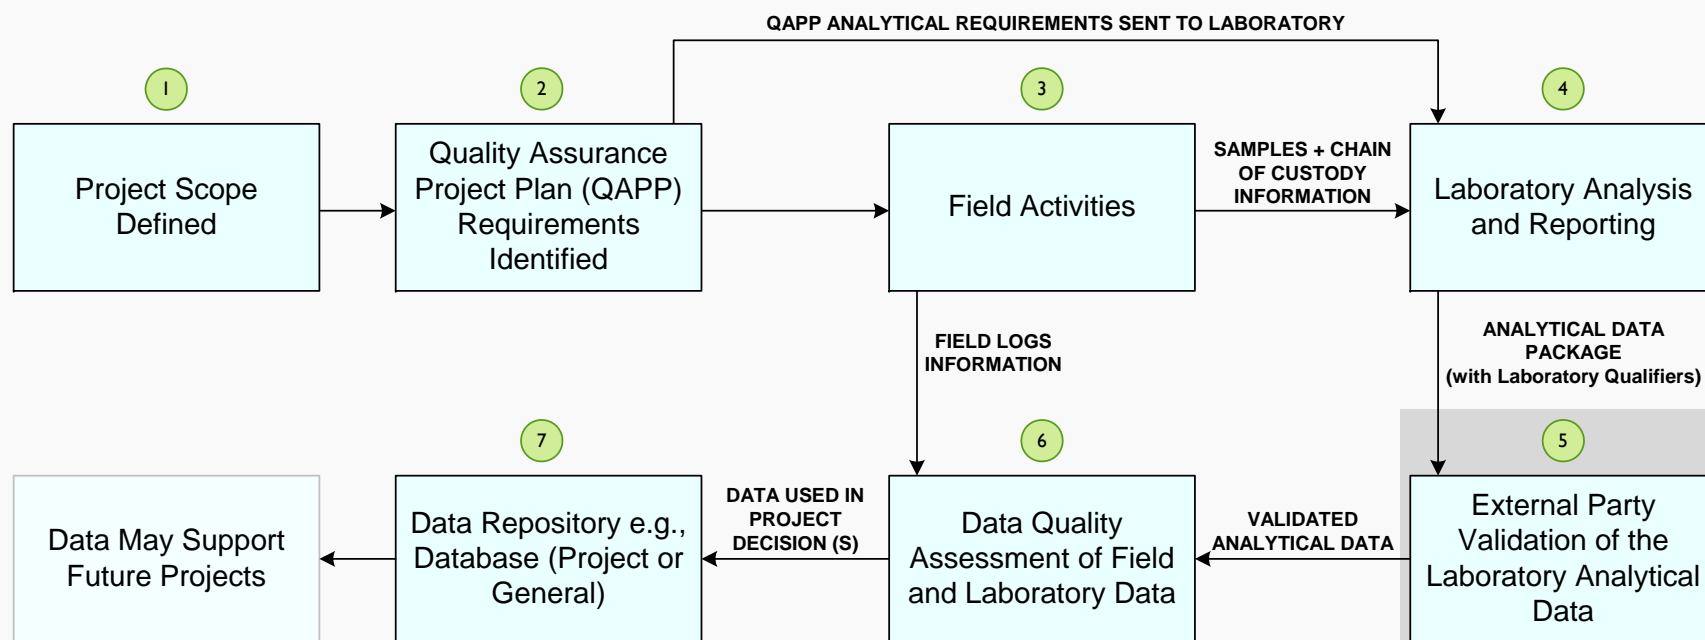 QAPP ANALYTICAL REQUIREMENTS SENT TO LABORATORY
1
2
3
4
Project Scope
Defined
Quality Assurance
Project Plan (QAPP)
Requirements
Identified
Field Activities
SAMPLES + CHAIN
OF CUSTODY
INFORMATION
Laboratory Analysis
and Reporting
FIELD LOGS
INFORMATION
ANALYTICAL DATA
PACKAGE
(with Laboratory Qualifiers)
7
6
5
Data May Support
Future Projects
Data Repository e.g.,
Database (Project or
General)
DATA USED IN
PROJECT
DECISION (S)
Data Quality
Assessment of Field
and Laboratory Data
VALIDATED
ANALYTICAL DATA
External Party
Validation of the
Laboratory Analytical
Data